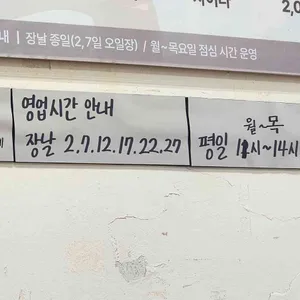 2,0
내 | 장날 종일(2,7일 오일장) / 월~목요일 점심 시간 운영
영업시간 안내
장날 2.7.12.17.22.27
월~목
평일 11시~14시